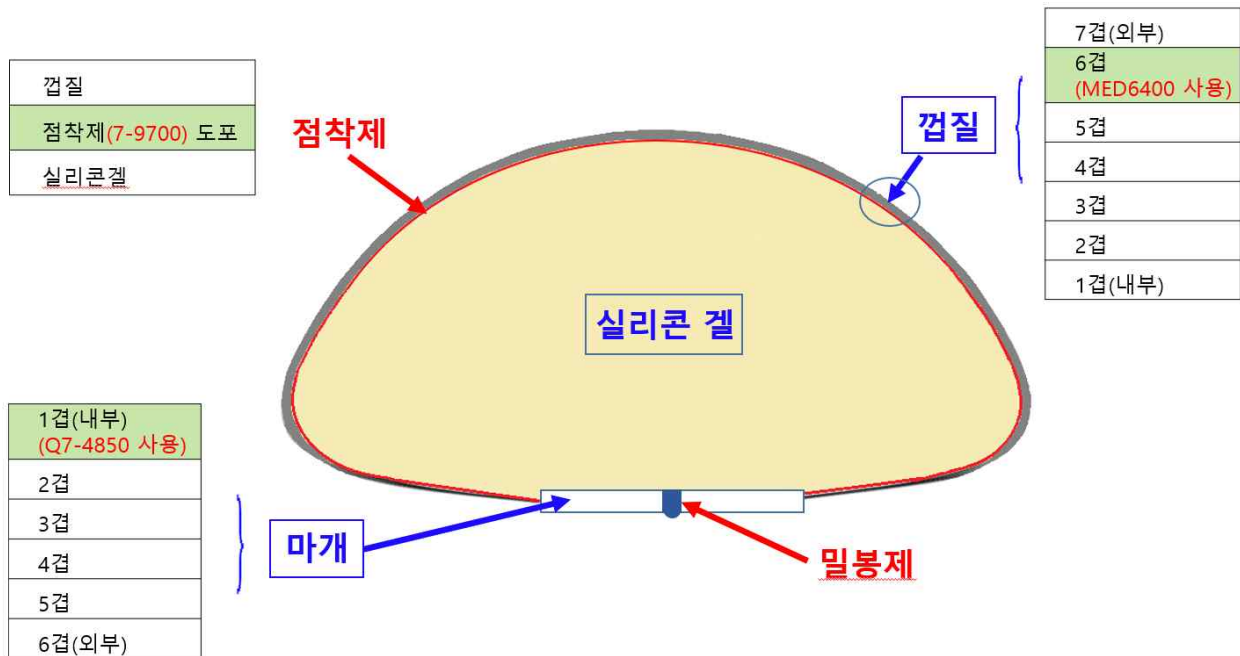 껍질
점착제(7-9700) 도포
실리콘겔
점착제
껍질
7겹(외부)
6겹
(MED6400 사용)
5겹
4겹
3겹
2겹
1겹(내부)
실리콘 겔
1겹(내부)
(Q7-4850 사용)
2겹
3겹
4겹
5겹
6겹(외부)
마개
밀봉제